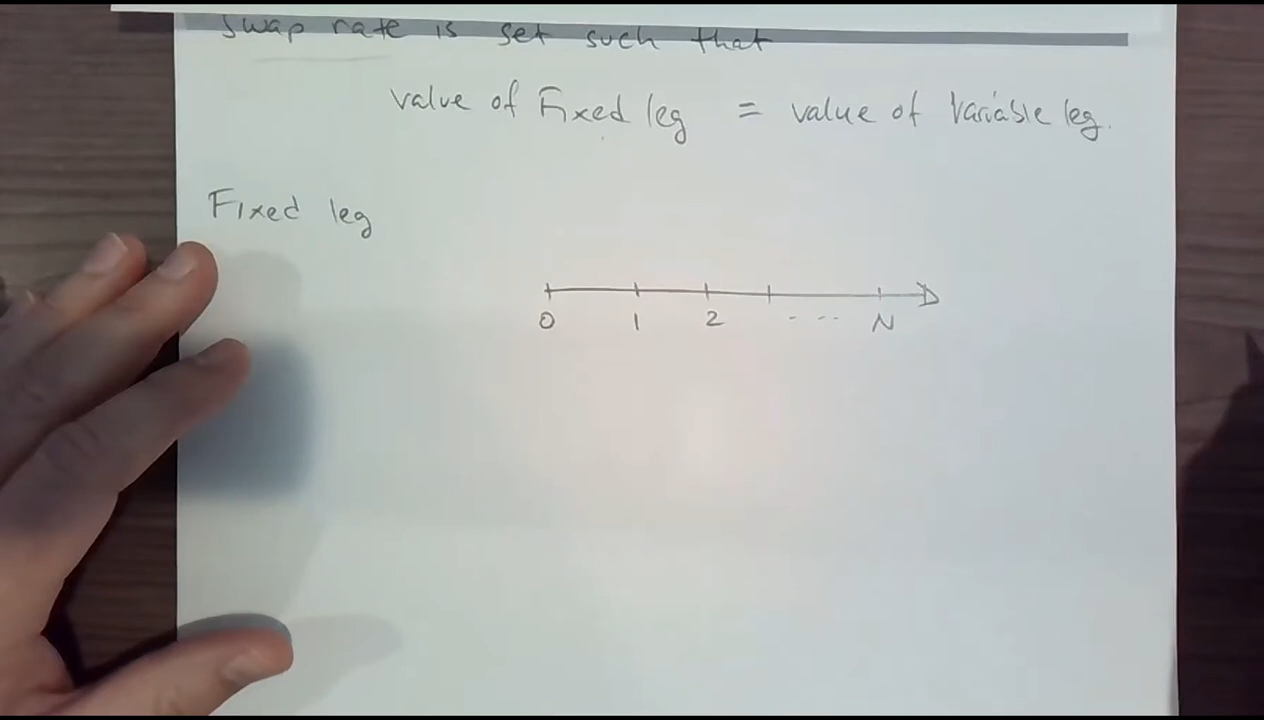 Swap rate is set such that
value of Fixed leg = value of Variable leg.
Fixed leg
0 1 2 - - - N